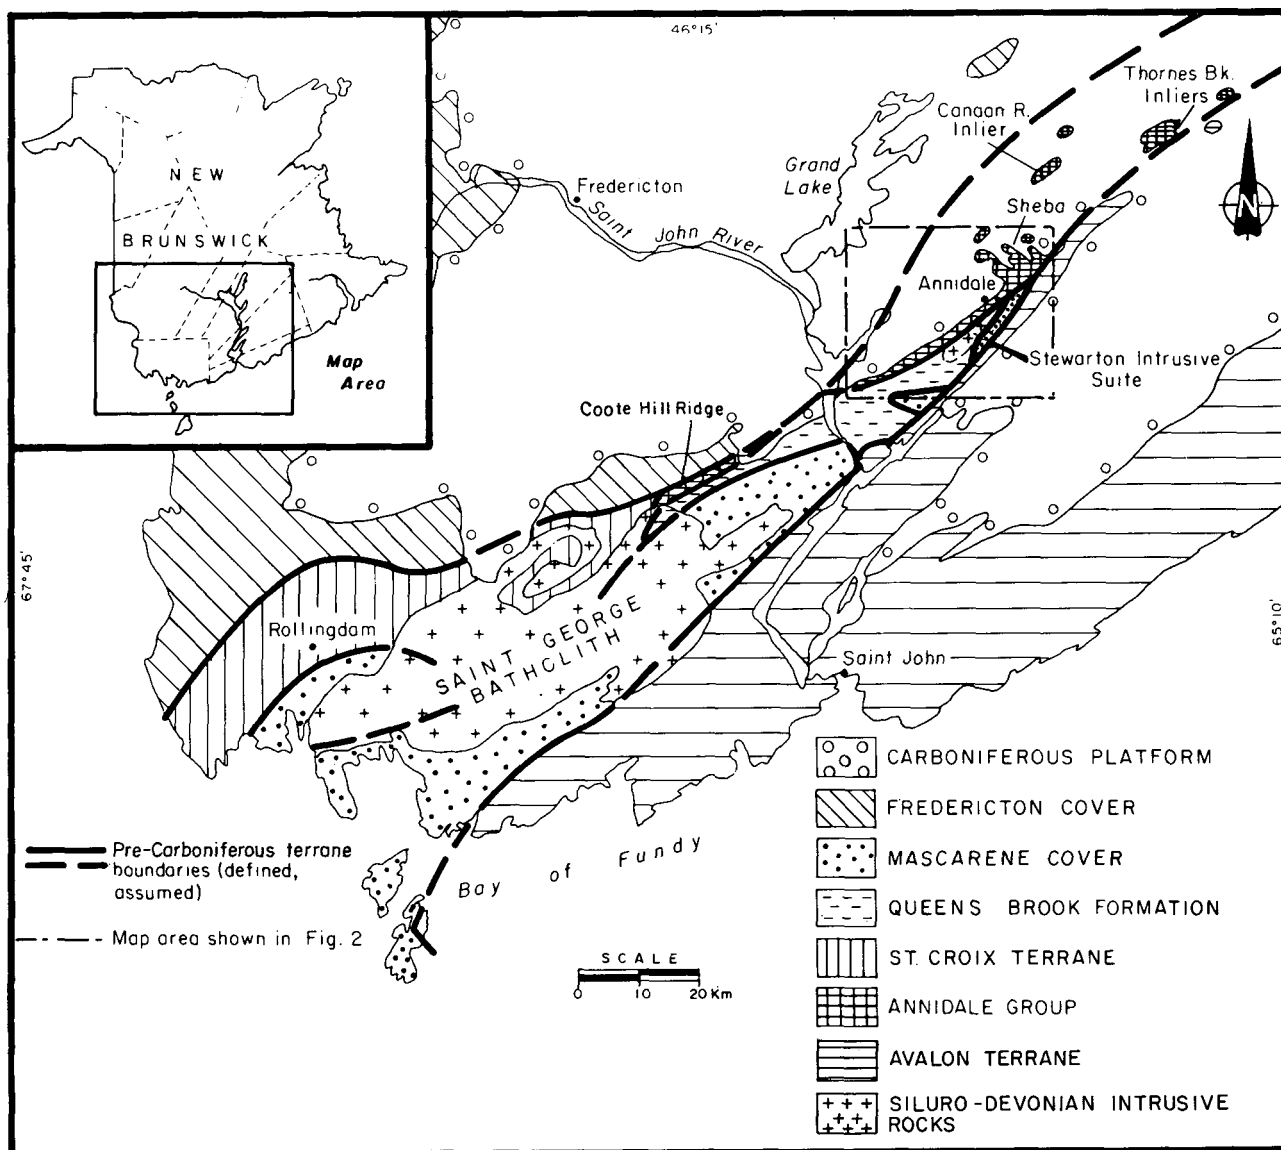 46°15'
NEW
BRUNSWICK
Map
Area
Fredericton
Saint
John River
Grand
Lake
Canaan R.
Inlier
Thornes Bk.
Inliers
N
Sheba
Annidale
Stewarton Intrusive
Suite
Coote Hill Ridge
67°45'
65°10'
Rollingdam
SAINT GEORGE
BATHCLITH
Saint John
Bay of Fundy
Pre-Carboniferous terrane
boundaries (defined,
assumed)
Map area shown in Fig. 2
SCALE
0 10 20 Km
CARBONIFEROUS PLATFORM
FREDERICTON COVER
MASCARENE COVER
QUEENS BROOK FORMATION
ST. CROIX TERRANE
ANNIDALE GROUP
AVALON TERRANE
SILURO-DEVONIAN INTRUSIVE
ROCKS